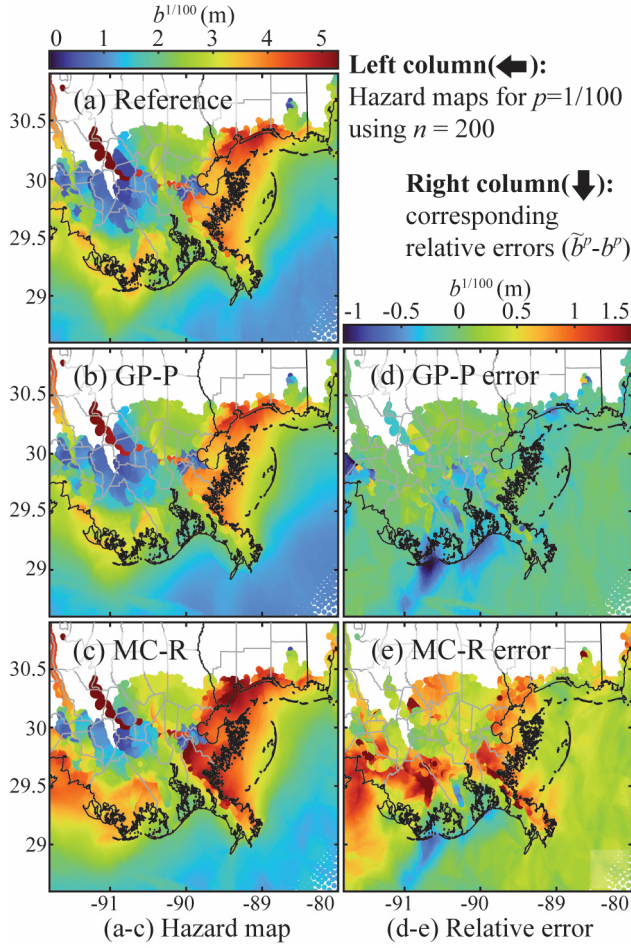 b^1/100 (m)
0 1 2 3 4 5
Left column(←):
Hazard maps for p=1/100
using n = 200
Right column(↓):
corresponding
relative errors (b̃^p-b^p)
(a) Reference
30.5
30
29.5
29
b^1/100 (m)
-1 -0.5 0 0.5 1 1.5
(b) GP-P
(d) GP-P error
30.5
30
29.5
29
(c) MC-R
(e) MC-R error
30.5
30
29.5
29
-91 -90 -89 -80
-91 -90 -89 -80
(a-c) Hazard map
(d-e) Relative error